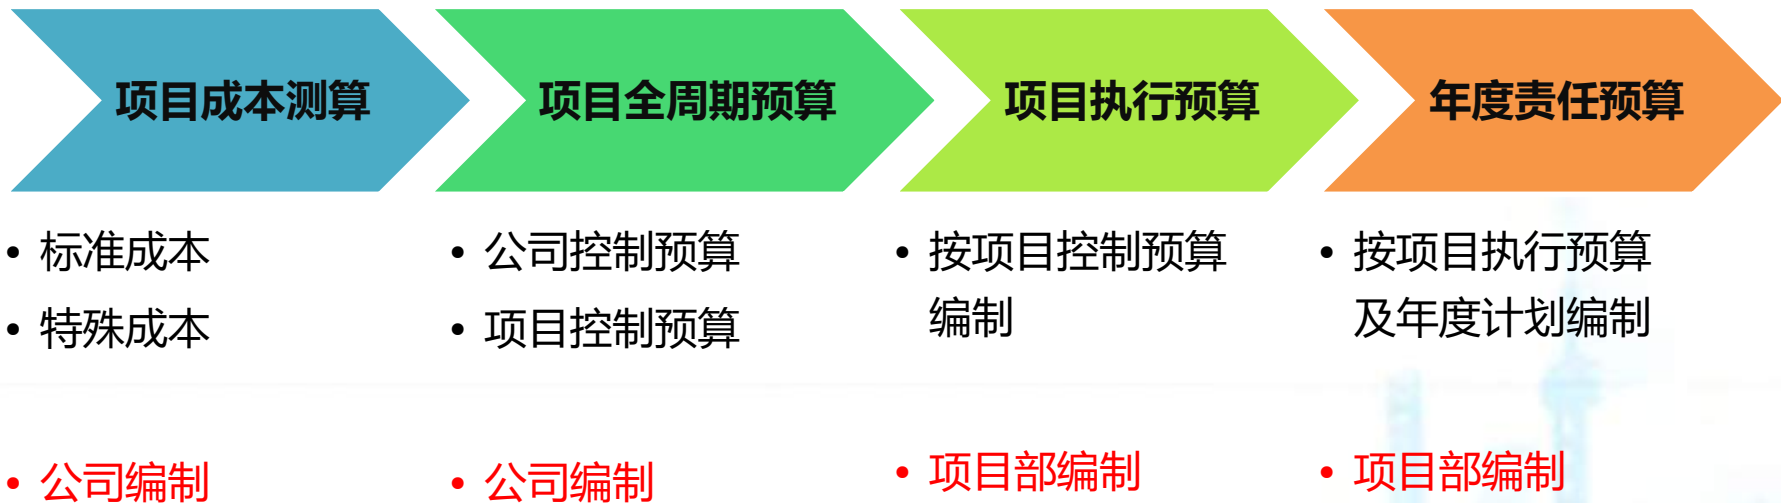 项目成本测算
项目全周期预算
项目执行预算
年度责任预算
• 标准成本
• 特殊成本
• 公司编制
• 公司控制预算
• 项目控制预算
• 公司编制
• 按项目控制预算
编制
• 项目部编制
• 按项目执行预算
及年度计划编制
• 项目部编制